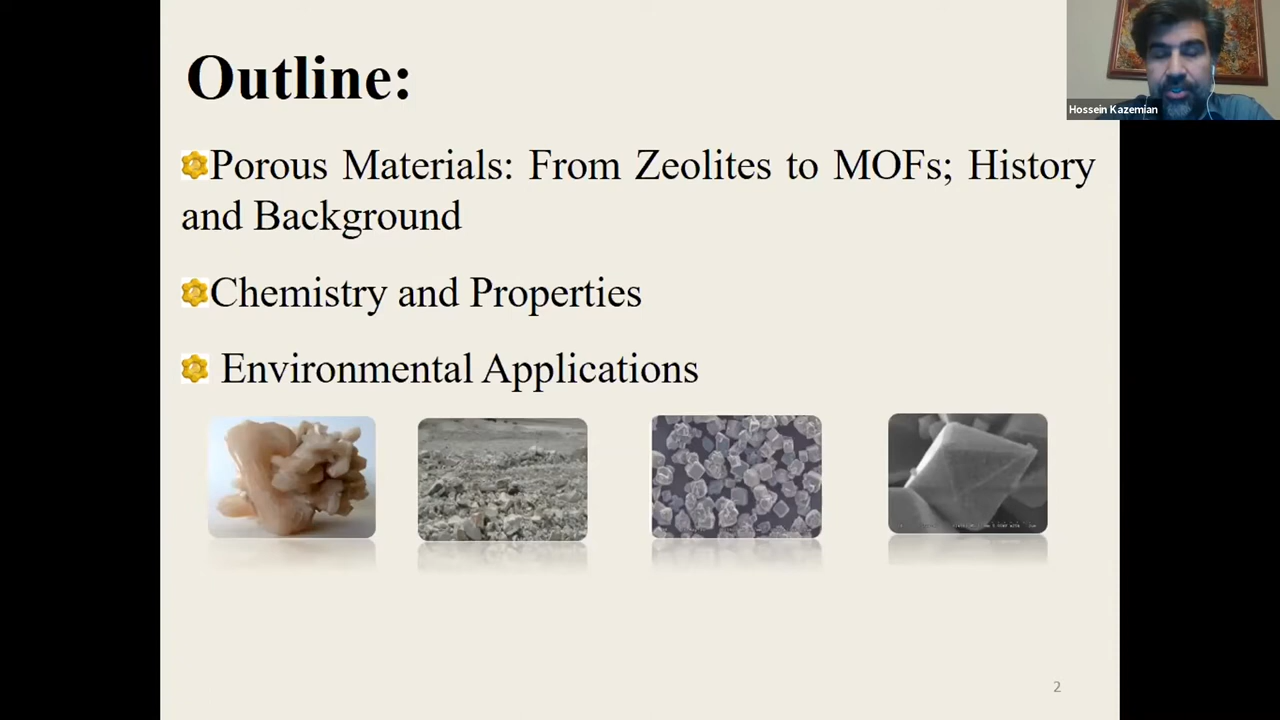 Outline:
Hossein Kazemian
Porous Materials: From Zeolites to MOFs; History
and Background
Chemistry and Properties
Environmental Applications
2